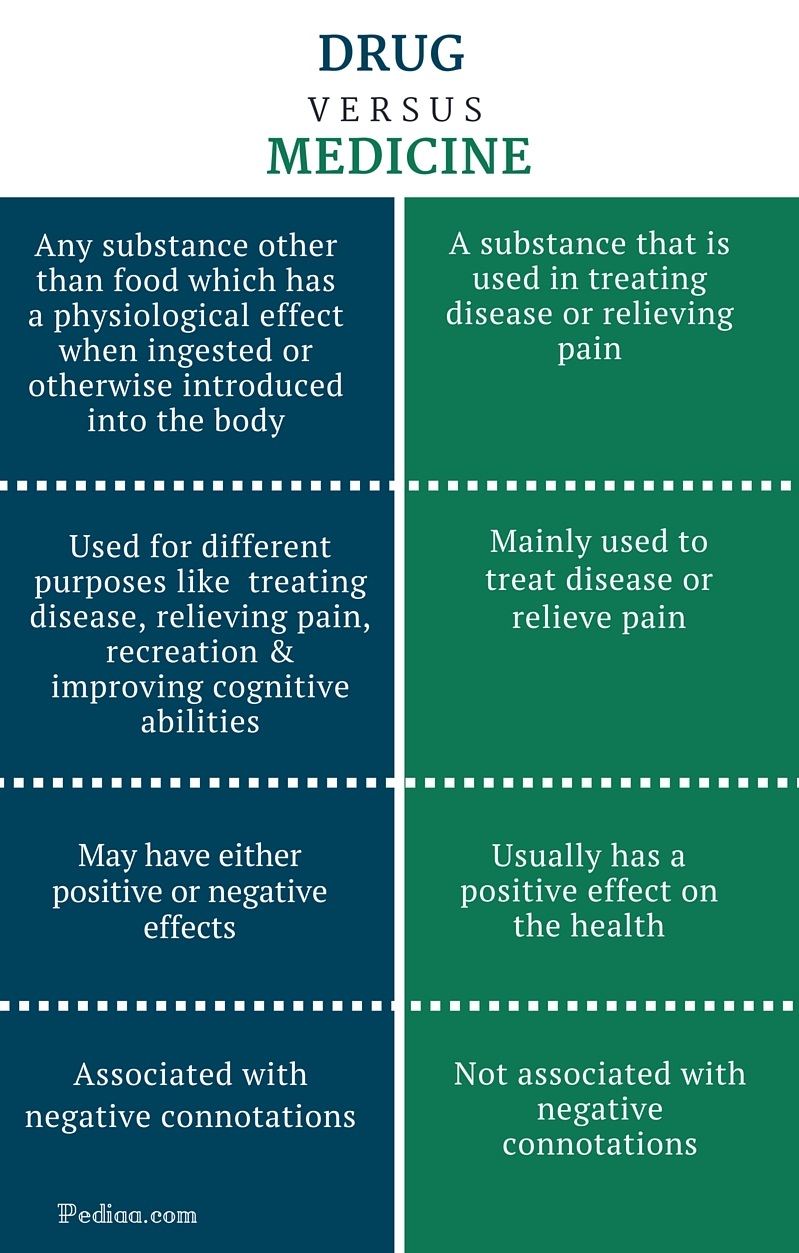 DRUG
VERSUS
MEDICINE
Any substance other
than food which has
a physiological effect
when ingested or
otherwise introduced
into the body
A substance that is
used in treating
disease or relieving
pain
Used for different
purposes like treating
disease, relieving pain,
recreation &
improving cognitive
abilities
Mainly used to
treat disease or
relieve pain
May have either
positive or negative
effects
Usually has a
positive effect on
the health
Associated with
negative connotations
Not associated with
negative
connotations
Pediaa.com